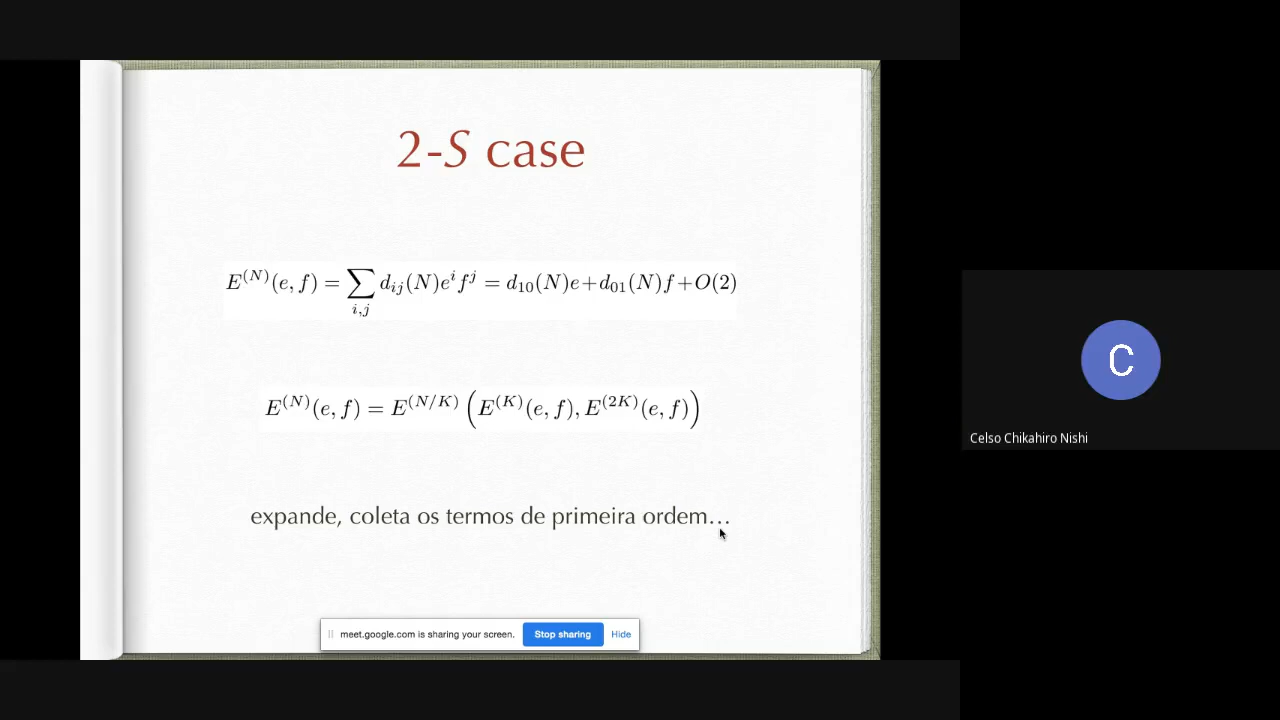 2-S case
E^{(N)}(e, f) = \sum_{i,j} d_{ij}(N)e^i f^j = d_{10}(N)e+d_{01}(N)f+O(2)
E^{(N)}(e, f) = E^{(N/K)} \left( E^{(K)}(e, f), E^{(2K)}(e, f) \right)
expande, coleta os termos de primeira ordem…
meet.google.com is sharing your screen. Stop sharing Hide
C
Celso Chikahiro Nishi